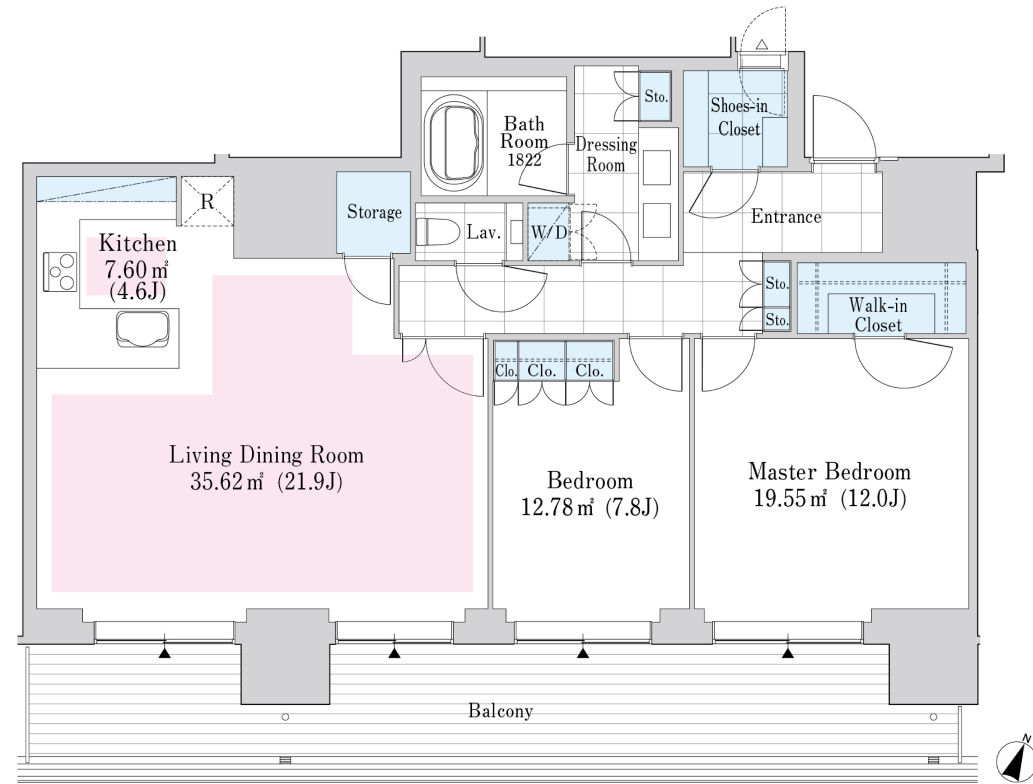 Bath
Room
1822
Dressing
Room
Sto.
Shoes-in
Closet
R
Storage
Lav.
W/D
Entrance
Kitchen
7.60㎡
(4.6J)
Sto.
Sto.
Walk-in
Closet
Clo.
Clo.
Clo.
Living Dining Room
35.62㎡ (21.9J)
Bedroom
12.78㎡ (7.8J)
Master Bedroom
19.55㎡ (12.0J)
Balcony
N